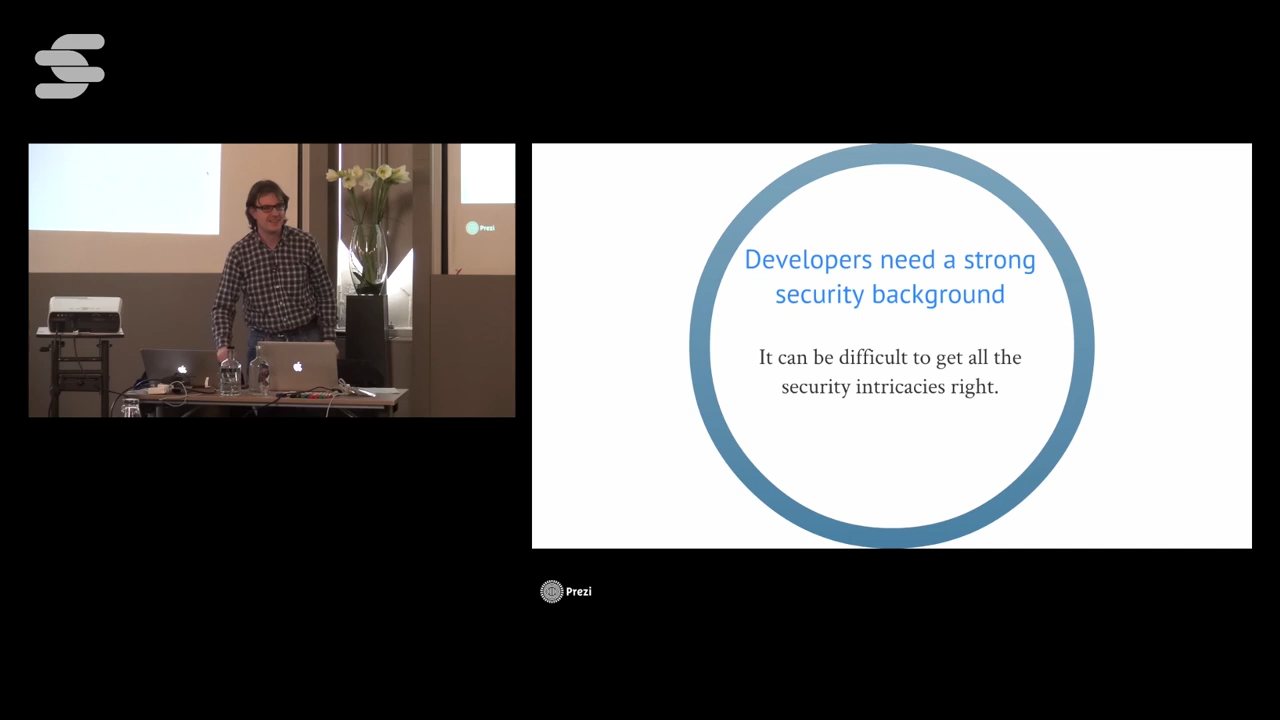 Prezi
Developers need a strong
security background
It can be difficult to get all the
security intricacies right.
Prezi